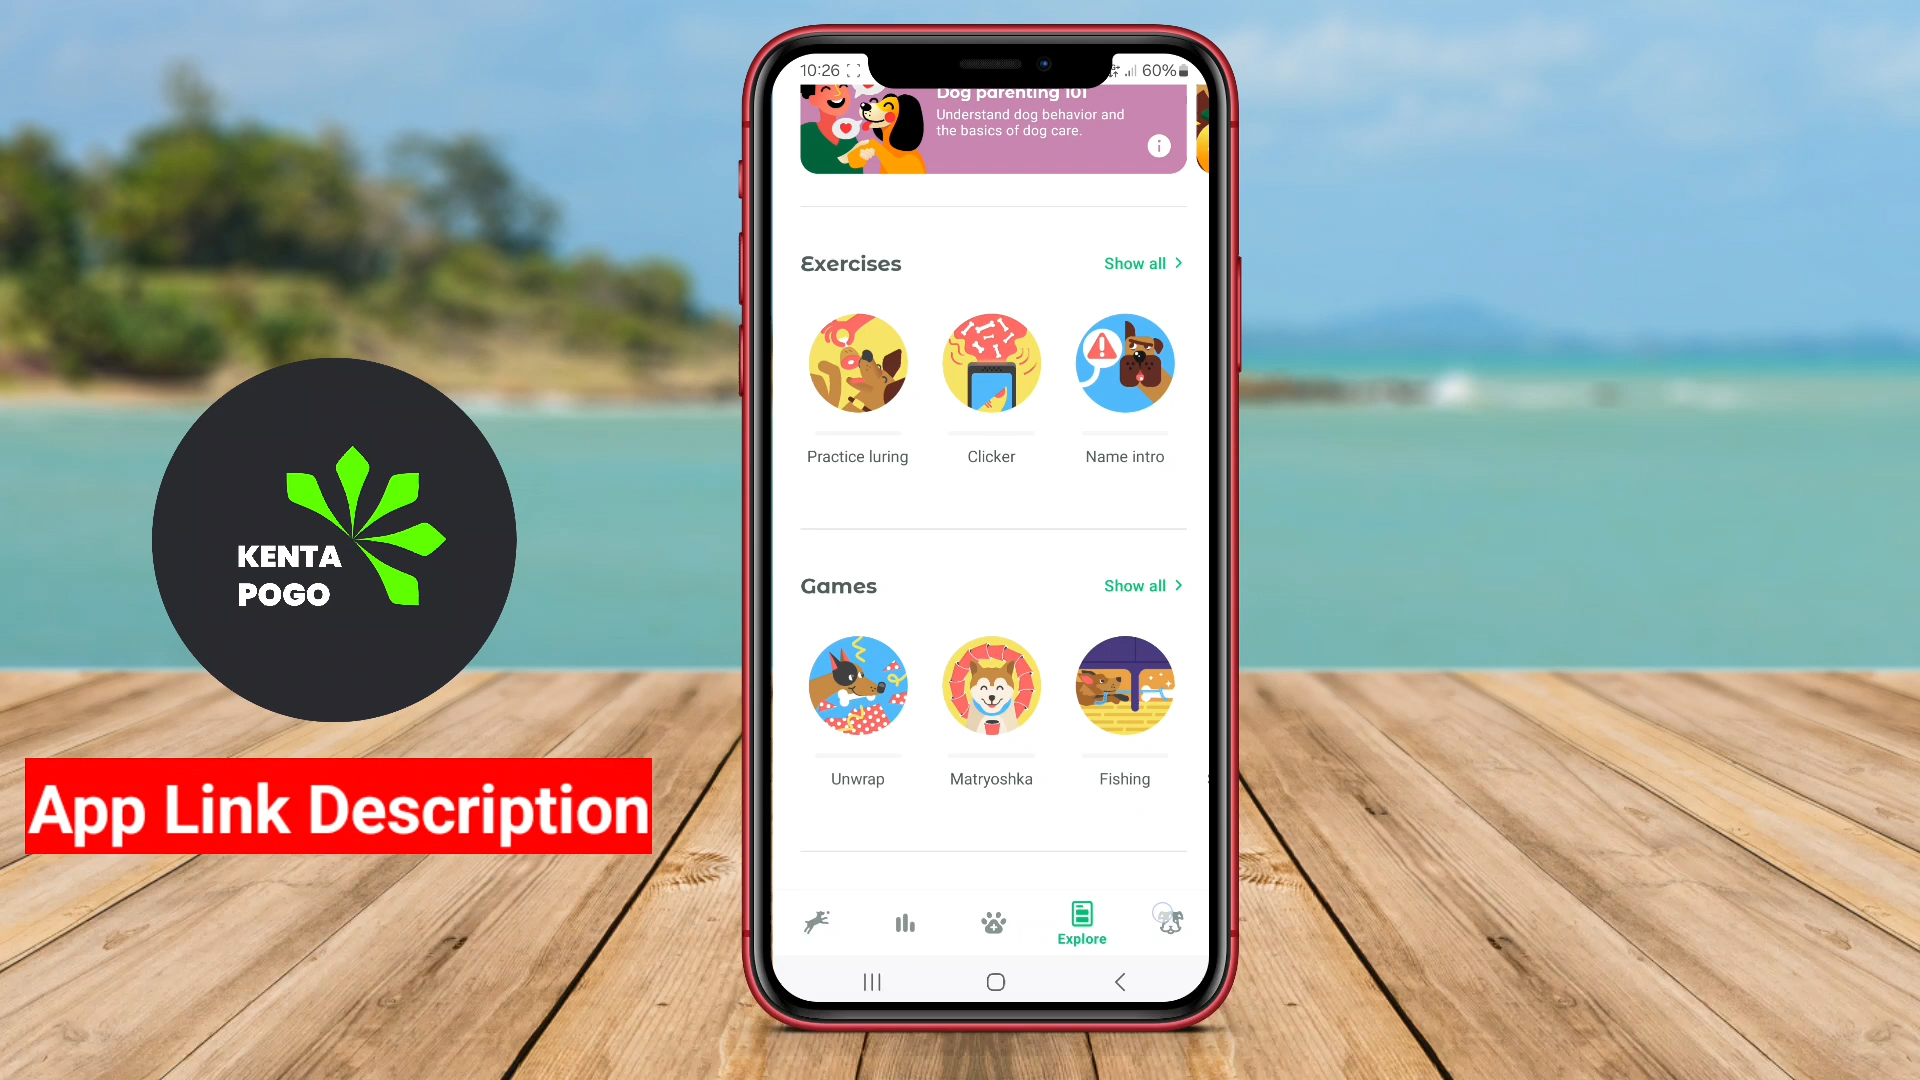 10:26
60%
Dog parenting 101
Understand dog behavior and
the basics of dog care.
Exercises
Show all
Practice luring
Clicker
Name intro
Games
Show all
Unwrap
Matryoshka
Fishing
Explore
KENTA
POGO
App Link Description